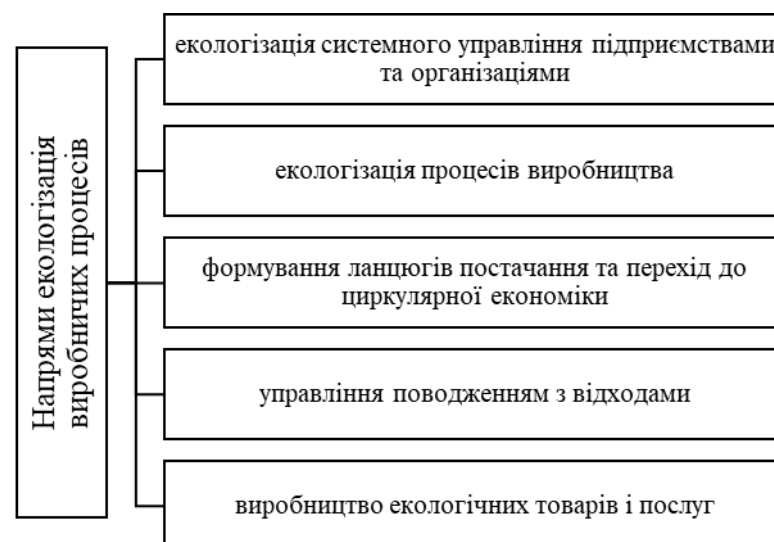 Напрями екологізація
виробничих процесів
екологізація системного управління підприємствами
та організаціями
екологізація процесів виробництва
формування ланцюгів постачання та перехід до
циркулярної економіки
управління поводженням з відходами
виробництво екологічних товарів і послуг